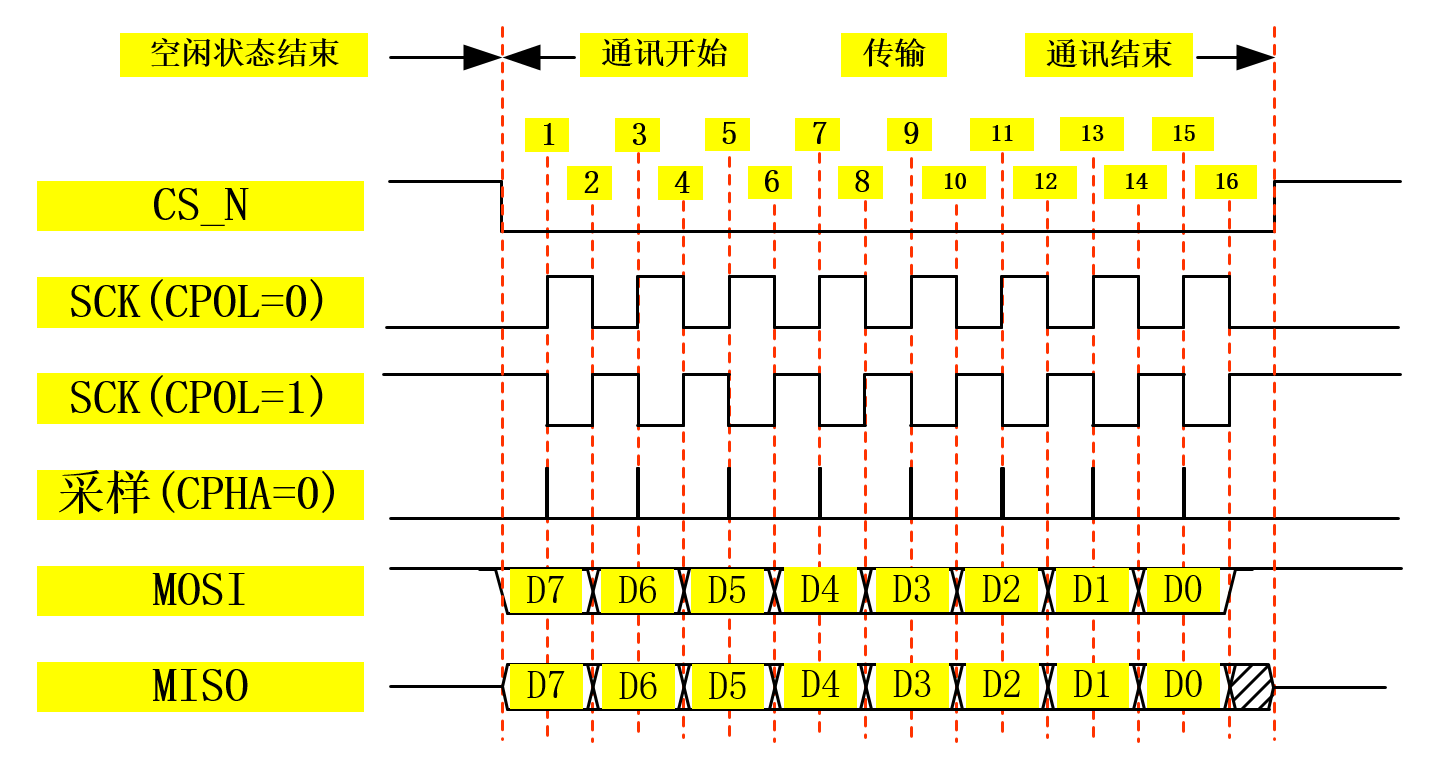 空闲状态结束 通讯开始 传输 通讯结束
1 3 5 7 9 11 13 15
2 4 6 8 10 12 14 16
CS_N
SCK(CPOL=0)
SCK(CPOL=1)
采样(CPHA=0)
MOSI D7 D6 D5 D4 D3 D2 D1 D0
MISO D7 D6 D5 D4 D3 D2 D1 D0